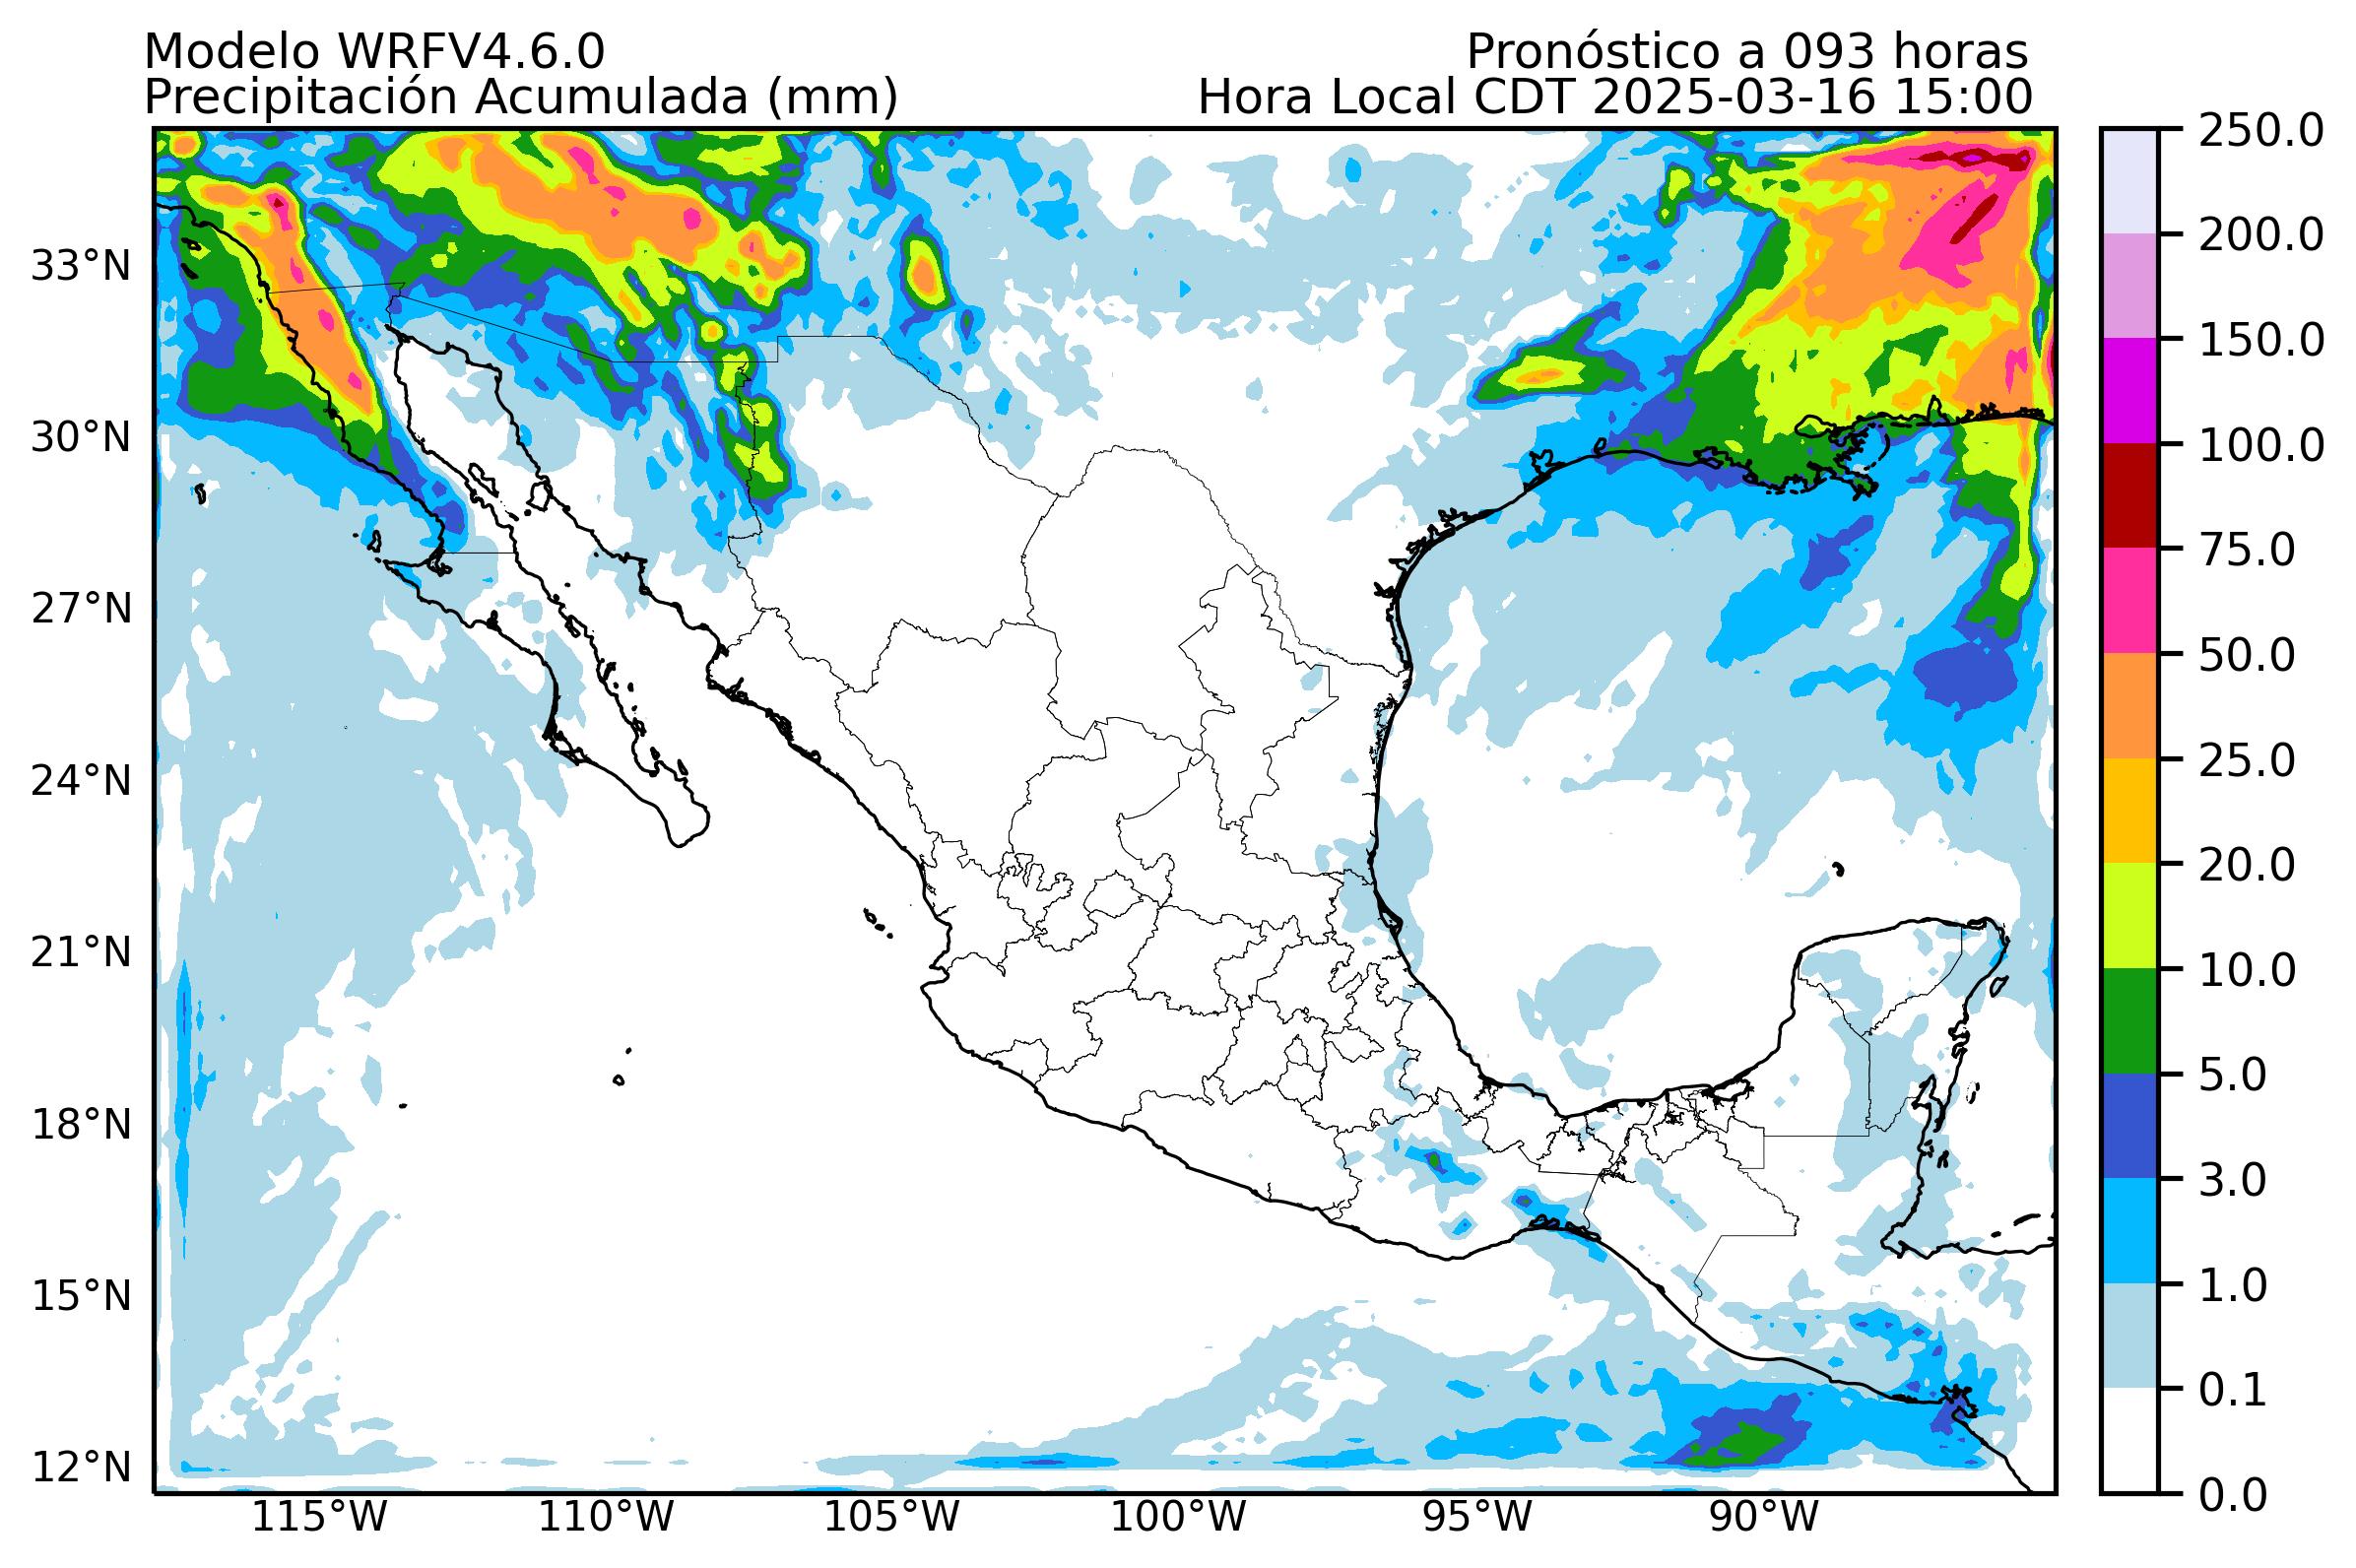 Modelo WRFV4.6.0
Pronóstico a 093 horas
Precipitación Acumulada (mm)
Hora Local CDT 2025-03-16 15:00
33°N
30°N
27°N
24°N
21°N
18°N
15°N
12°N
115°W
110°W
105°W
100°W
95°W
90°W
250.0
200.0
150.0
100.0
75.0
50.0
25.0
20.0
10.0
5.0
3.0
1.0
0.1
0.0